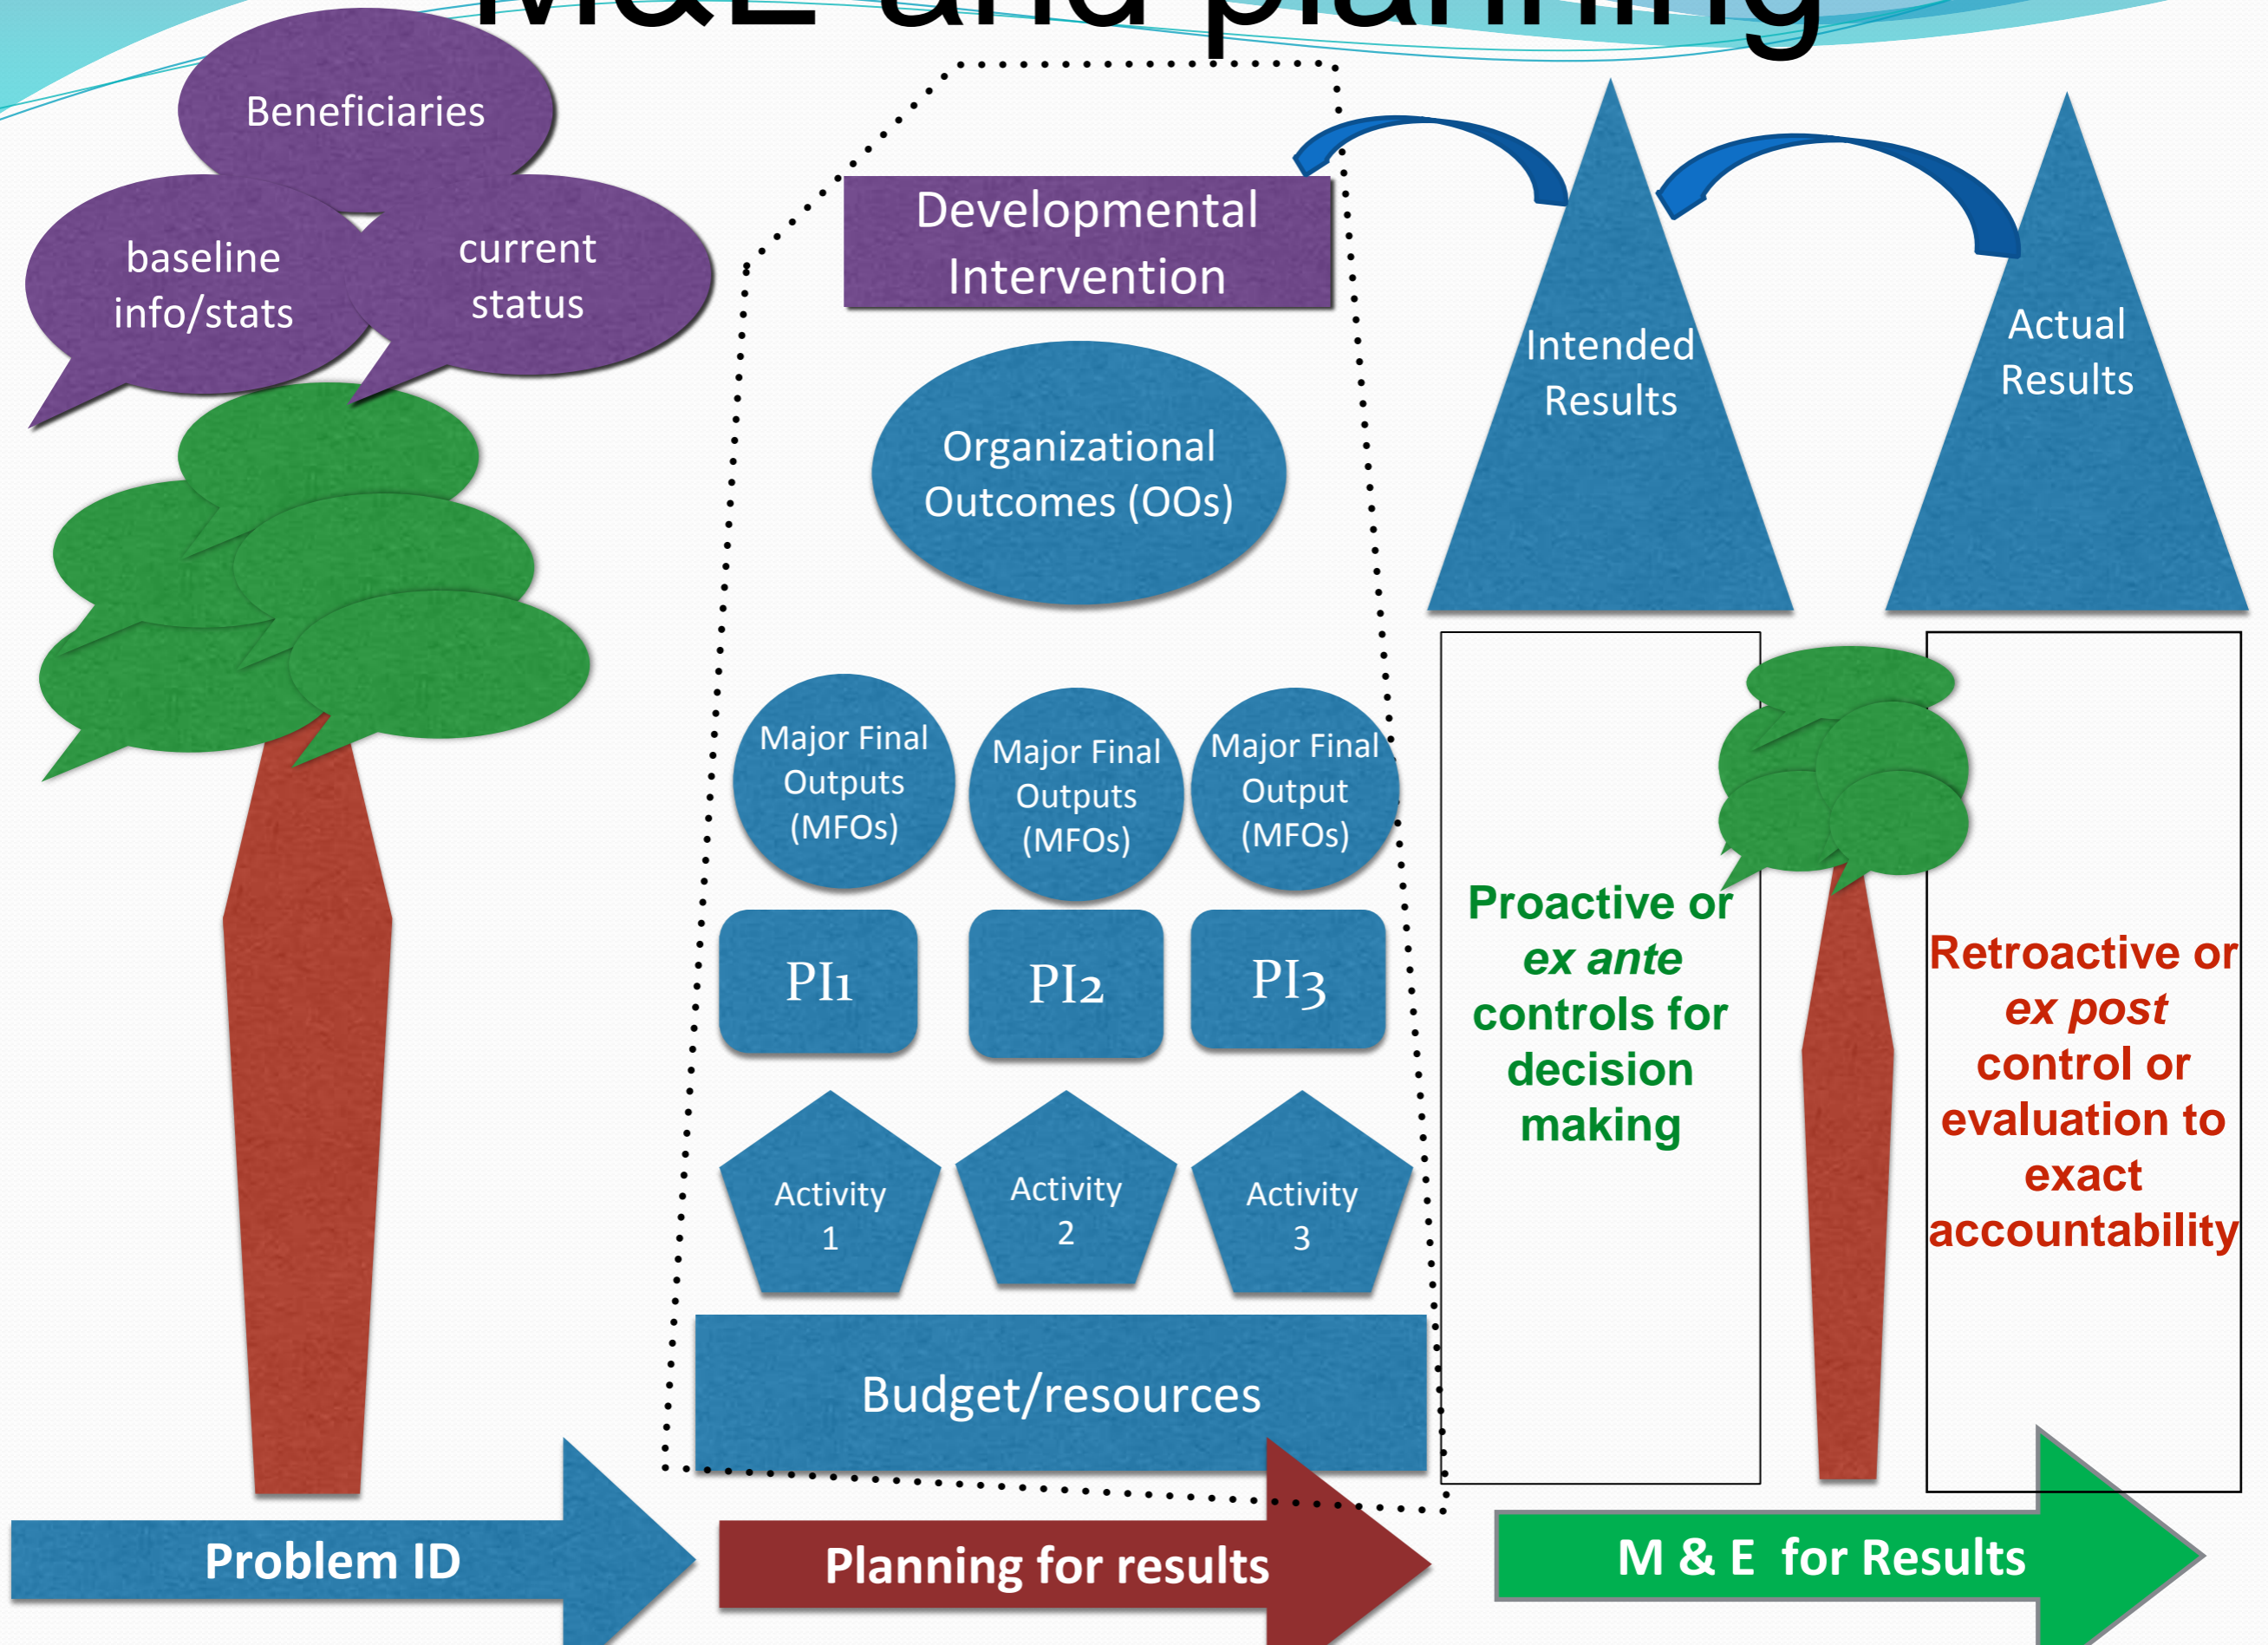 M&E and planning
Beneficiaries
baseline
info/stats
current
status
Developmental
Intervention
Organizational
Outcomes (OOs)
Major Final
Outputs
(MFOs)
Major Final
Outputs
(MFOs)
Major Final
Output
(MFOs)
PI1
PI2
PI3
Activity
1
Activity
2
Activity
3
Budget/resources
Intended
Results
Actual
Results
Proactive or
ex ante
controls for
decision
making
Retroactive or
ex post
control or
evaluation to
exact
accountability
Problem ID
Planning for results
M & E for Results